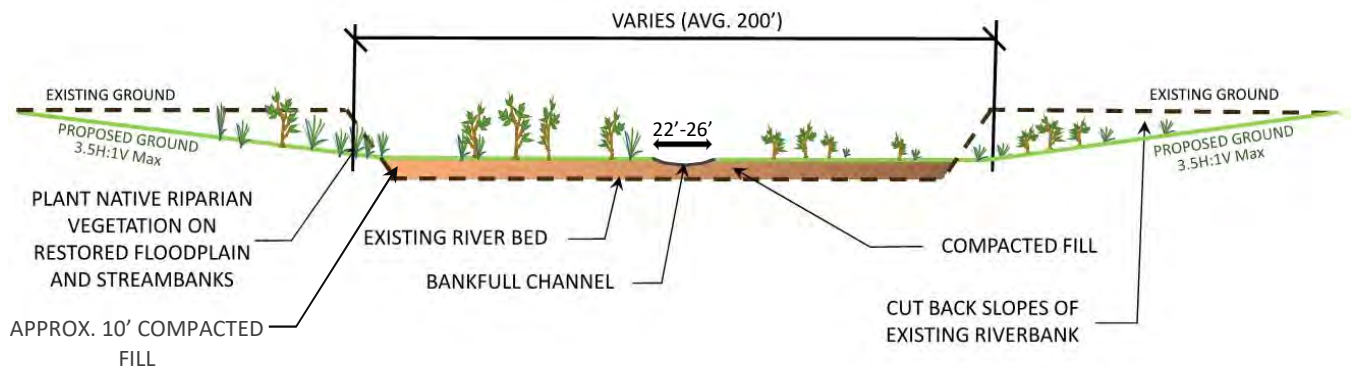 VARIES (AVG. 200')
EXISTING GROUND
EXISTING GROUND
PROPOSED GROUND
3.5H:1V Max
22'-26'
PROPOSED GROUND
3.5H:1V Max
PLANT NATIVE RIPARIAN
VEGETATION ON
RESTORED FLOODPLAIN
AND STREAMBANKS
EXISTING RIVER BED
BANKFULL CHANNEL
COMPACTED FILL
CUT BACK SLOPES OF
EXISTING RIVERBANK
APPROX. 10' COMPACTED
FILL